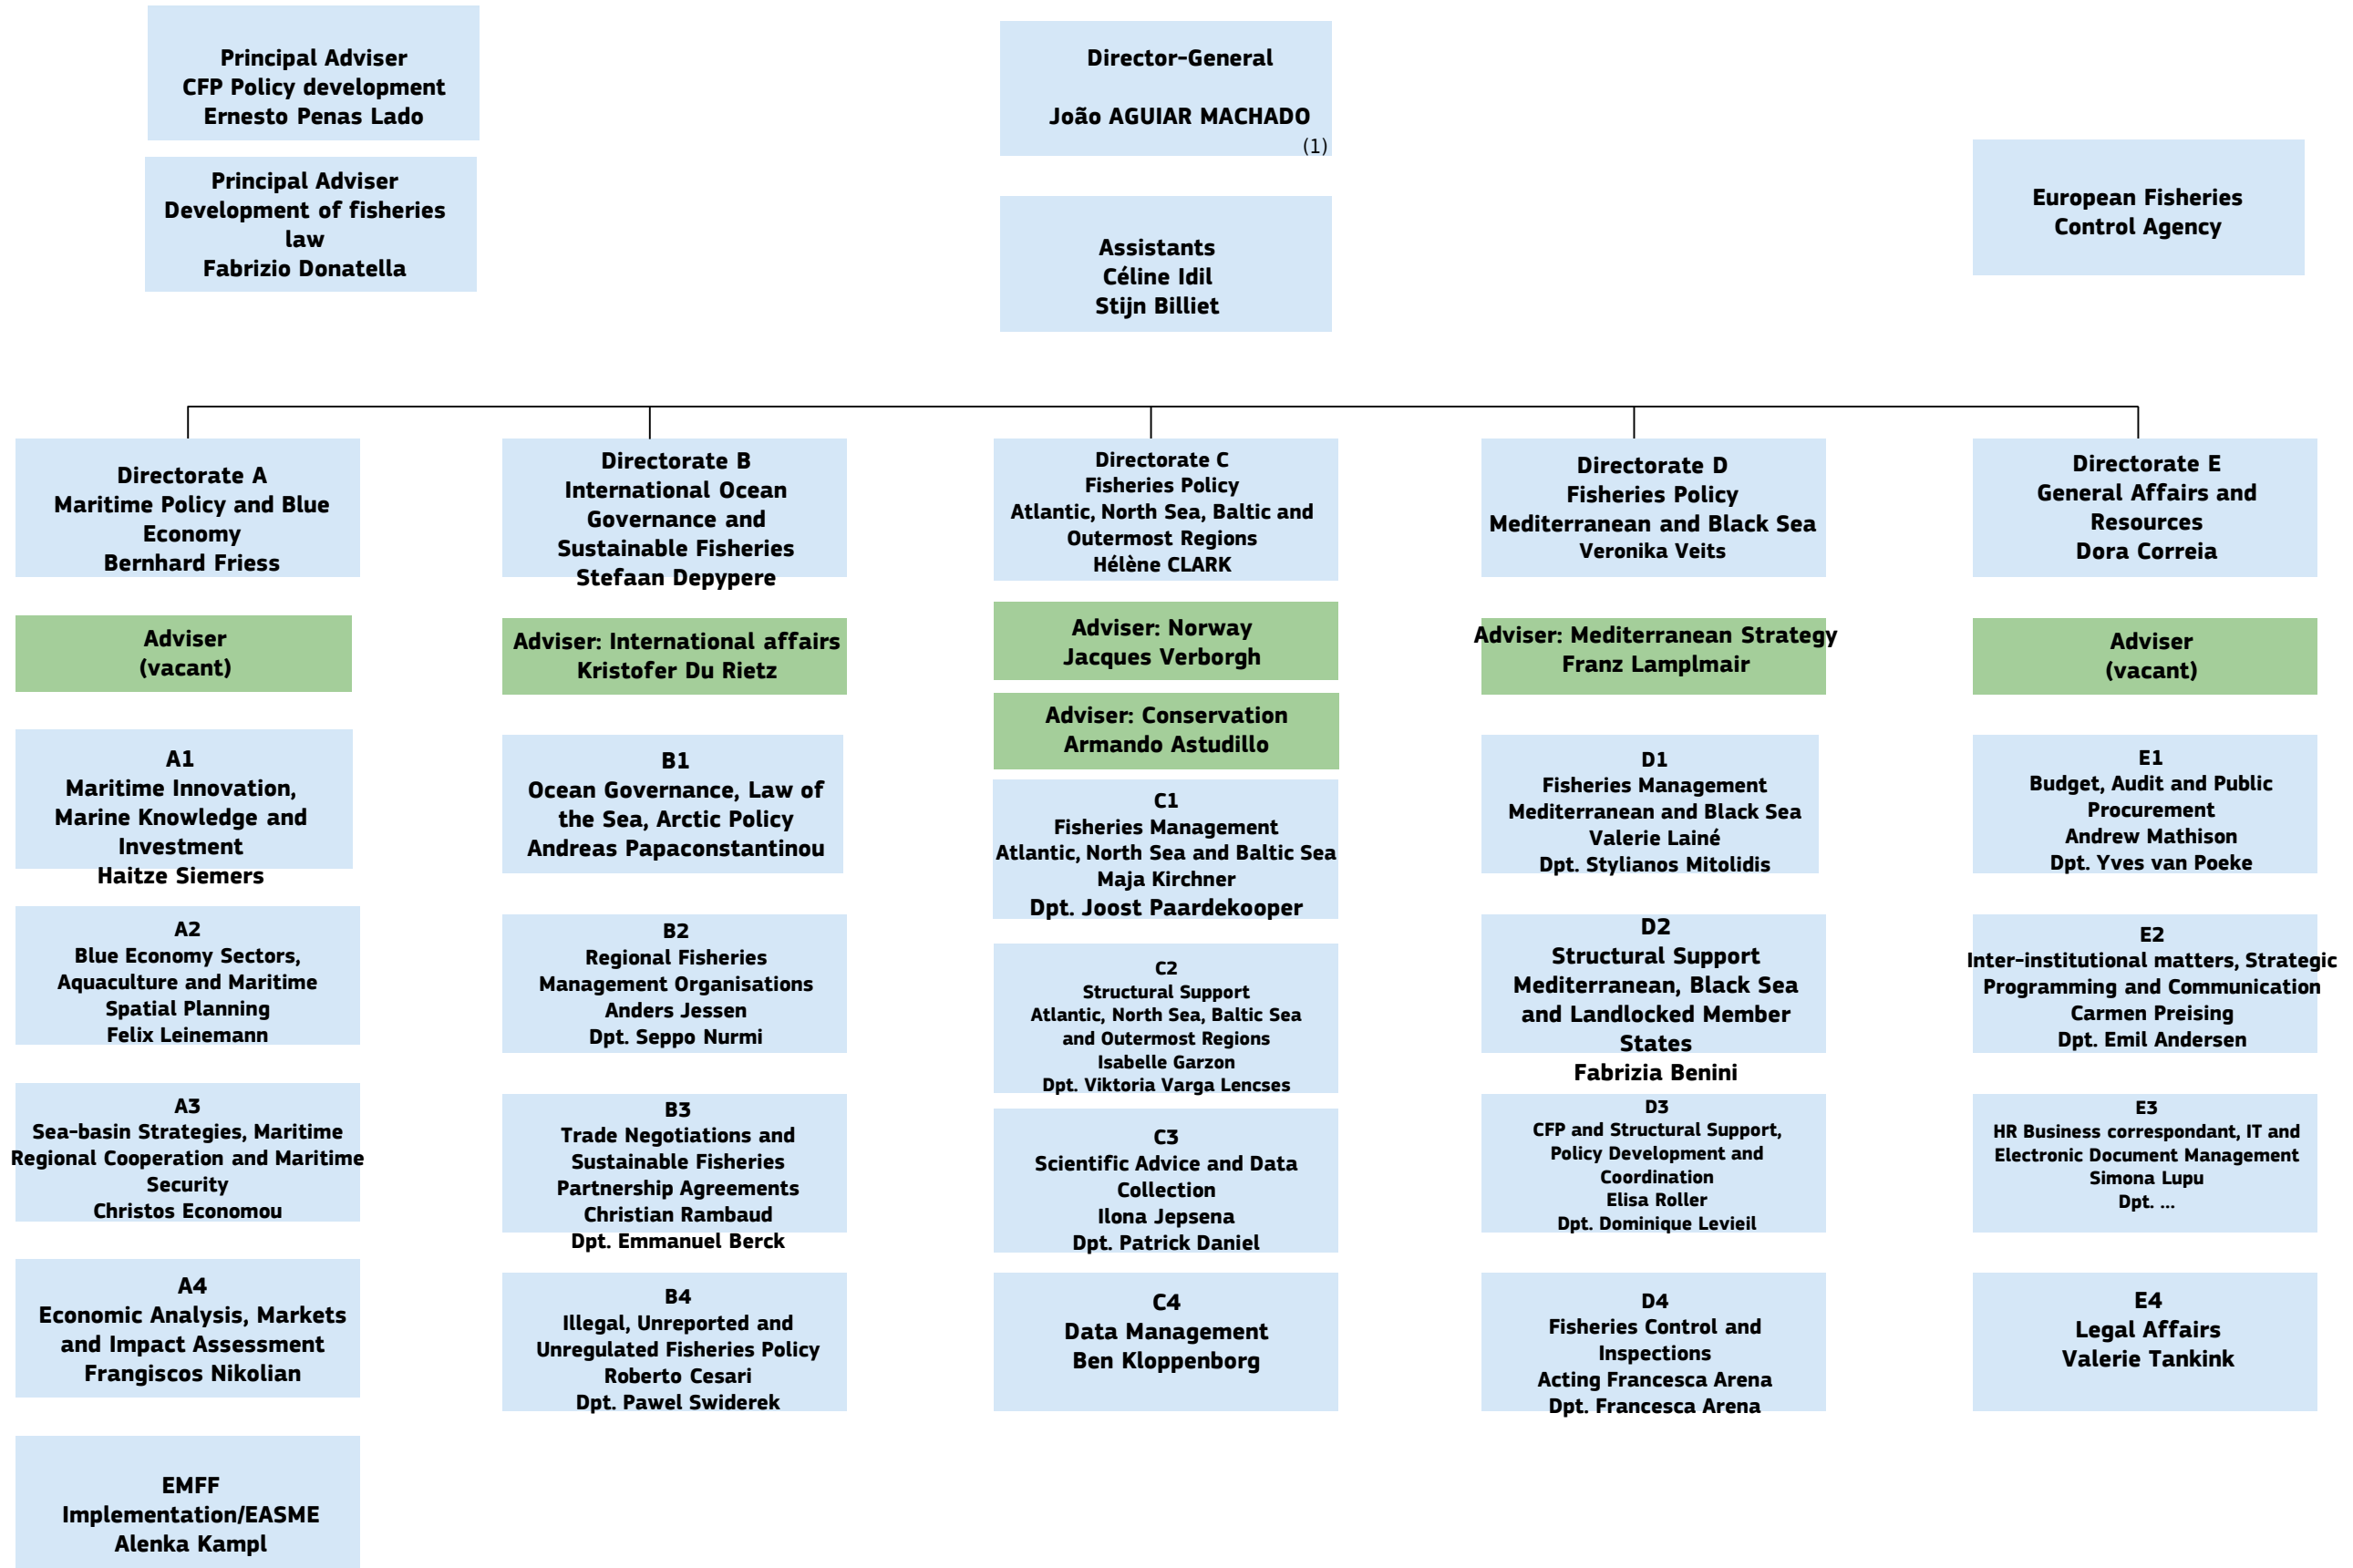 Principal Adviser
CFP Policy development
Ernesto Penas Lado
Principal Adviser
Development of fisheries
law
Fabrizio Donatella
Director-General
João AGUIAR MACHADO
(1)
Assistants
Céline Idil
Stijn Billiet
European Fisheries
Control Agency
Directorate A
Maritime Policy and Blue
Economy
Bernhard Friess
Adviser
(vacant)
A1
Maritime Innovation,
Marine Knowledge and
Investment
Haitze Siemers
A2
Blue Economy Sectors,
Aquaculture and Maritime
Spatial Planning
Felix Leinemann
A3
Sea-basin Strategies, Maritime
Regional Cooperation and Maritime
Security
Christos Economou
A4
Economic Analysis, Markets
and Impact Assessment
Frangiscos Nikolian
EMFF
Implementation/EASME
Alenka Kampl
Directorate B
International Ocean
Governance and
Sustainable Fisheries
Stefaan Depypere
Adviser: International affairs
Kristofer Du Rietz
B1
Ocean Governance, Law of
the Sea, Arctic Policy
Andreas Papaconstantinou
B2
Regional Fisheries
Management Organisations
Anders Jessen
Dpt. Seppo Nurmi
B3
Trade Negotiations and
Sustainable Fisheries
Partnership Agreements
Christian Rambaud
Dpt. Emmanuel Berck
B4
Illegal, Unreported and
Unregulated Fisheries Policy
Roberto Cesari
Dpt. Pawel Swiderek
Directorate C
Fisheries Policy
Atlantic, North Sea, Baltic and
Outermost Regions
Hélène CLARK
Adviser: Norway
Jacques Verborgh
Adviser: Conservation
Armando Astudillo
C1
Fisheries Management
Atlantic, North Sea and Baltic Sea
Maja Kirchner
Dpt. Joost Paardekooper
C2
Structural Support
Atlantic, North Sea, Baltic Sea
and Outermost Regions
Isabelle Garzon
Dpt. Viktoria Varga Lencses
C3
Scientific Advice and Data
Collection
Ilona Jepsena
Dpt. Patrick Daniel
C4
Data Management
Ben Kloppenborg
Directorate D
Fisheries Policy
Mediterranean and Black Sea
Veronika Veits
Adviser: Mediterranean Strategy
Franz Lamplmair
D1
Fisheries Management
Mediterranean and Black Sea
Valerie Lainé
Dpt. Stylianos Mitolidis
D2
Structural Support
Mediterranean, Black Sea
and Landlocked Member
States
Fabrizia Benini
D3
CFP and Structural Support,
Policy Development and
Coordination
Elisa Roller
Dpt. Dominique Levieil
D4
Fisheries Control and
Inspections
Acting Francesca Arena
Dpt. Francesca Arena
Directorate E
General Affairs and
Resources
Dora Correia
Adviser
(vacant)
E1
Budget, Audit and Public
Procurement
Andrew Mathison
Dpt. Yves van Poeke
E2
Inter-institutional matters, Strategic
Programming and Communication
Carmen Preising
Dpt. Emil Andersen
E3
HR Business correspondant, IT and
Electronic Document Management
Simona Lupu
Dpt. ...
E4
Legal Affairs
Valerie Tankink